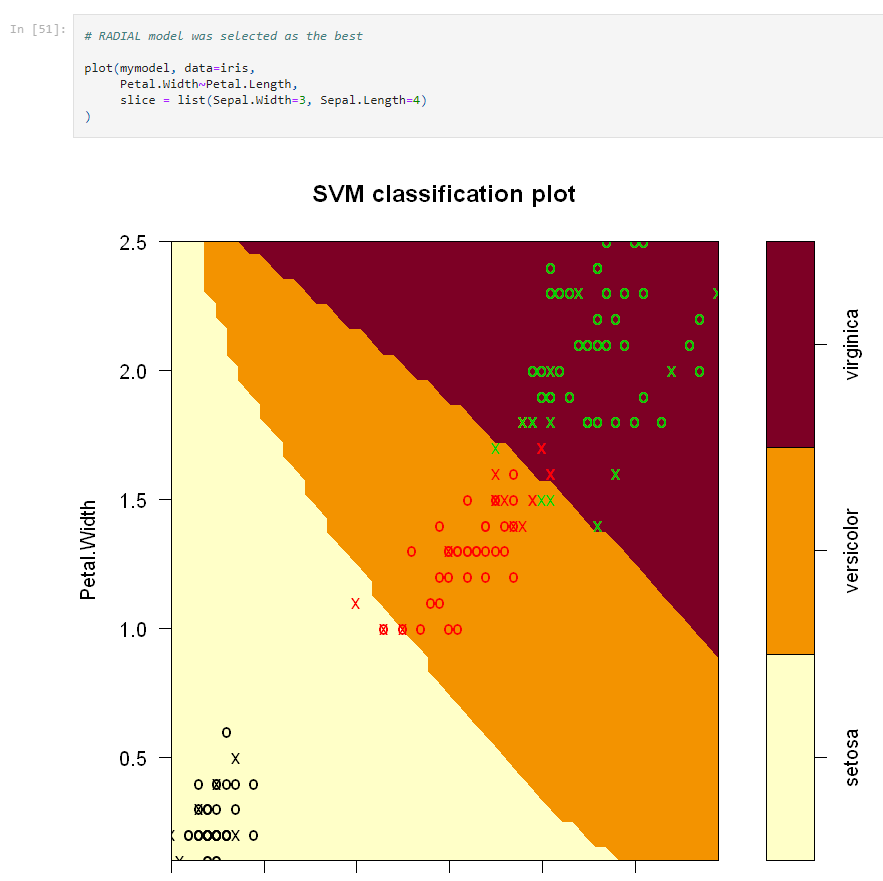 In [51]:
# RADIAL model was selected as the best
plot(mymodel, data=iris,
Petal.Width~Petal.Length,
slice = list(Sepal.Width=3, Sepal.Length=4)
)
SVM classification plot
2.5
2.0
1.5
1.0
0.5
Petal.Width
virginica
versicolor
setosa